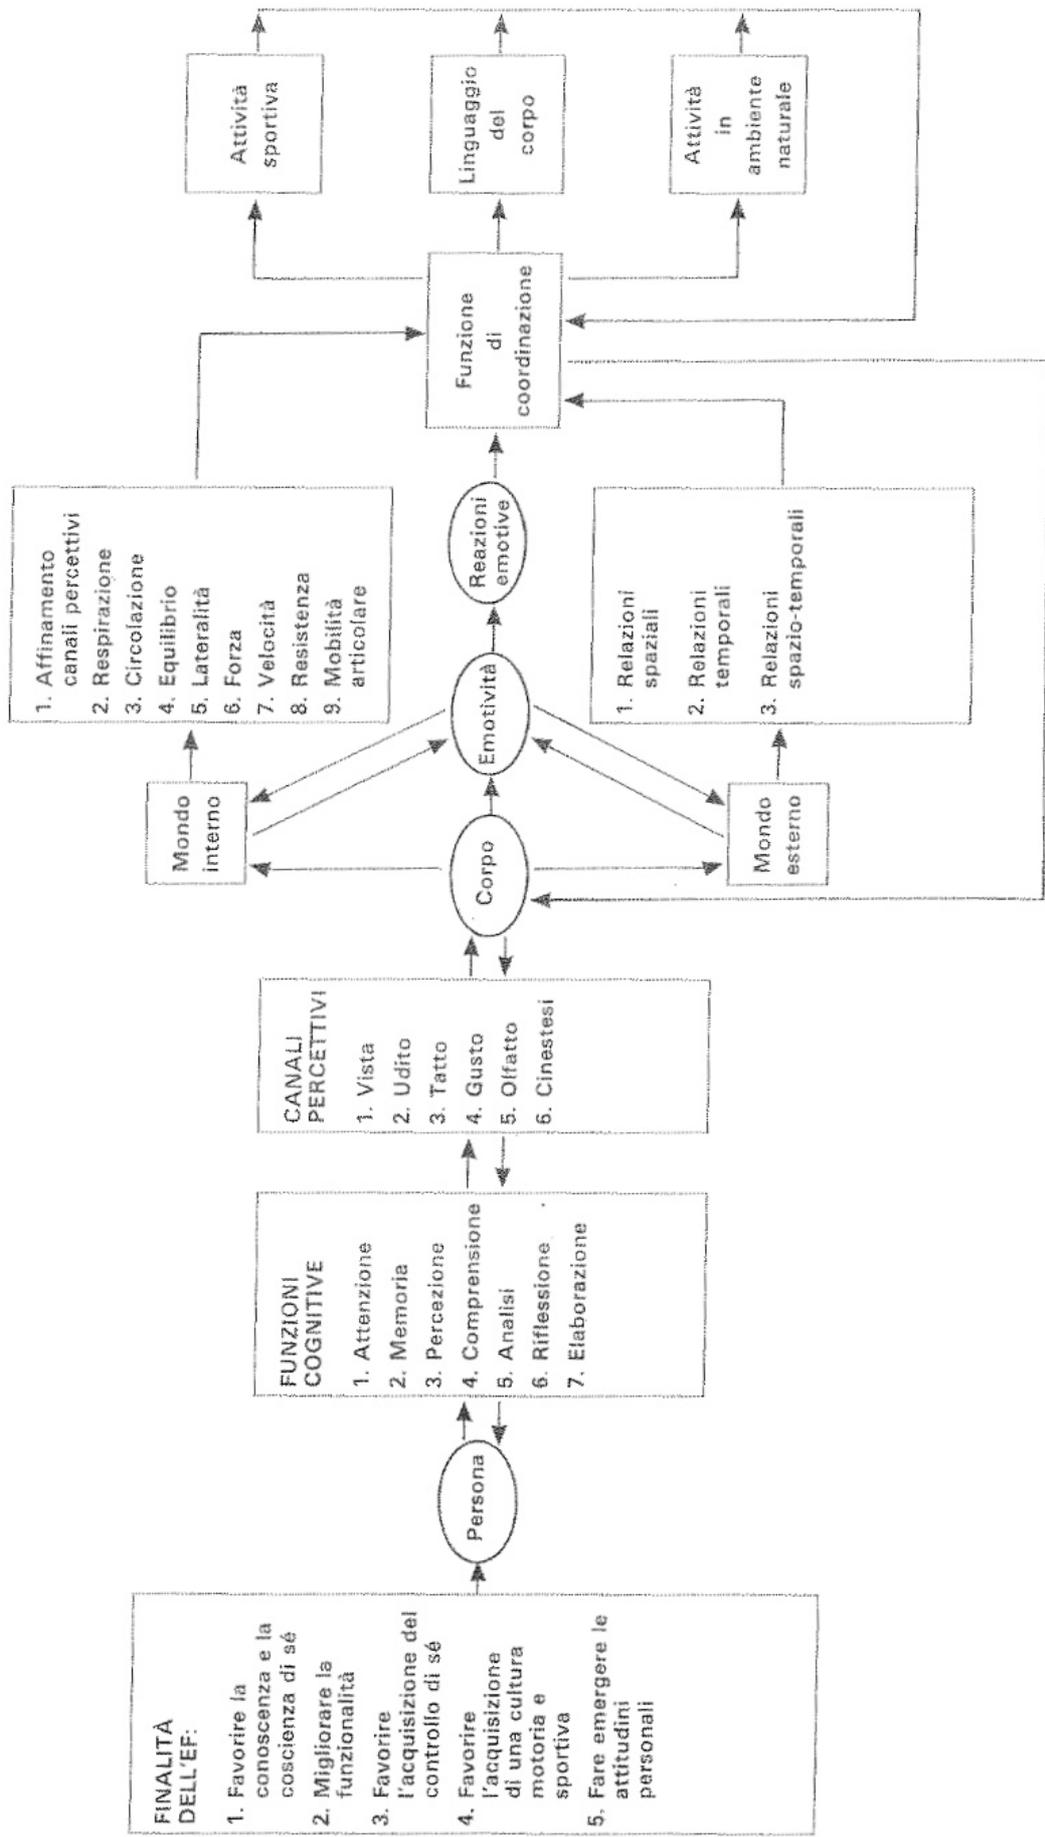 FINALITÀ
DELL'EF:
1. Favorire la
conoscenza e la
coscienza di sé
2. Migliorare la
funzionalità
3. Favorire
l'acquisizione del
controllo di sé
4. Favorire
l'acquisizione
di una cultura
motoria e
sportiva
5. Fare emergere le
attitudini
personali
Persona
FUNZIONI
COGNITIVE
1. Attenzione
2. Memoria
3. Percezione
4. Comprensione
5. Analisi
6. Riflessione
7. Elaborazione
CANALI
PERCETTIVI
1. Vista
2. Udito
3. Tatto
4. Gusto
5. Olfatto
6. Cinestesi
Corpo
Mondo
interno
Emotività
Mondo
esterno
1. Affinamento
canali percettivi
2. Respirazione
3. Circolazione
4. Equilibrio
5. Lateralità
6. Forza
7. Velocità
8. Resistenza
9. Mobilità
articolare
Reazioni
emotive
1. Relazioni
spaziali
2. Relazioni
temporali
3. Relazioni
spazio-temporali
Funzione
di
coordinazione
Attività
sportiva
Linguaggio
del
corpo
Attività
in
ambiente
naturale